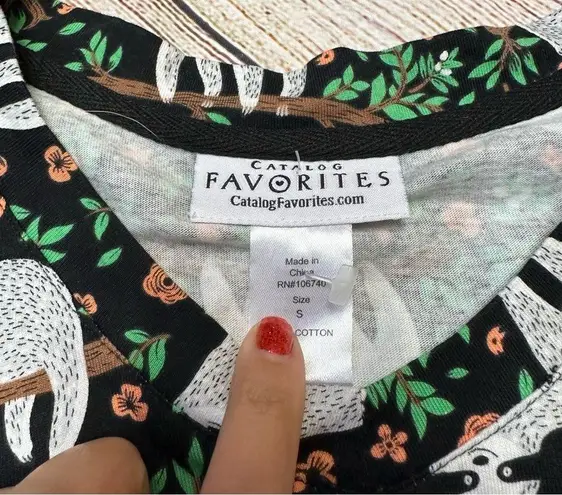 CATALOG
FAVORITES
CatalogFavorites.com
Made in
China
RN#106740
Size
S
COTTON